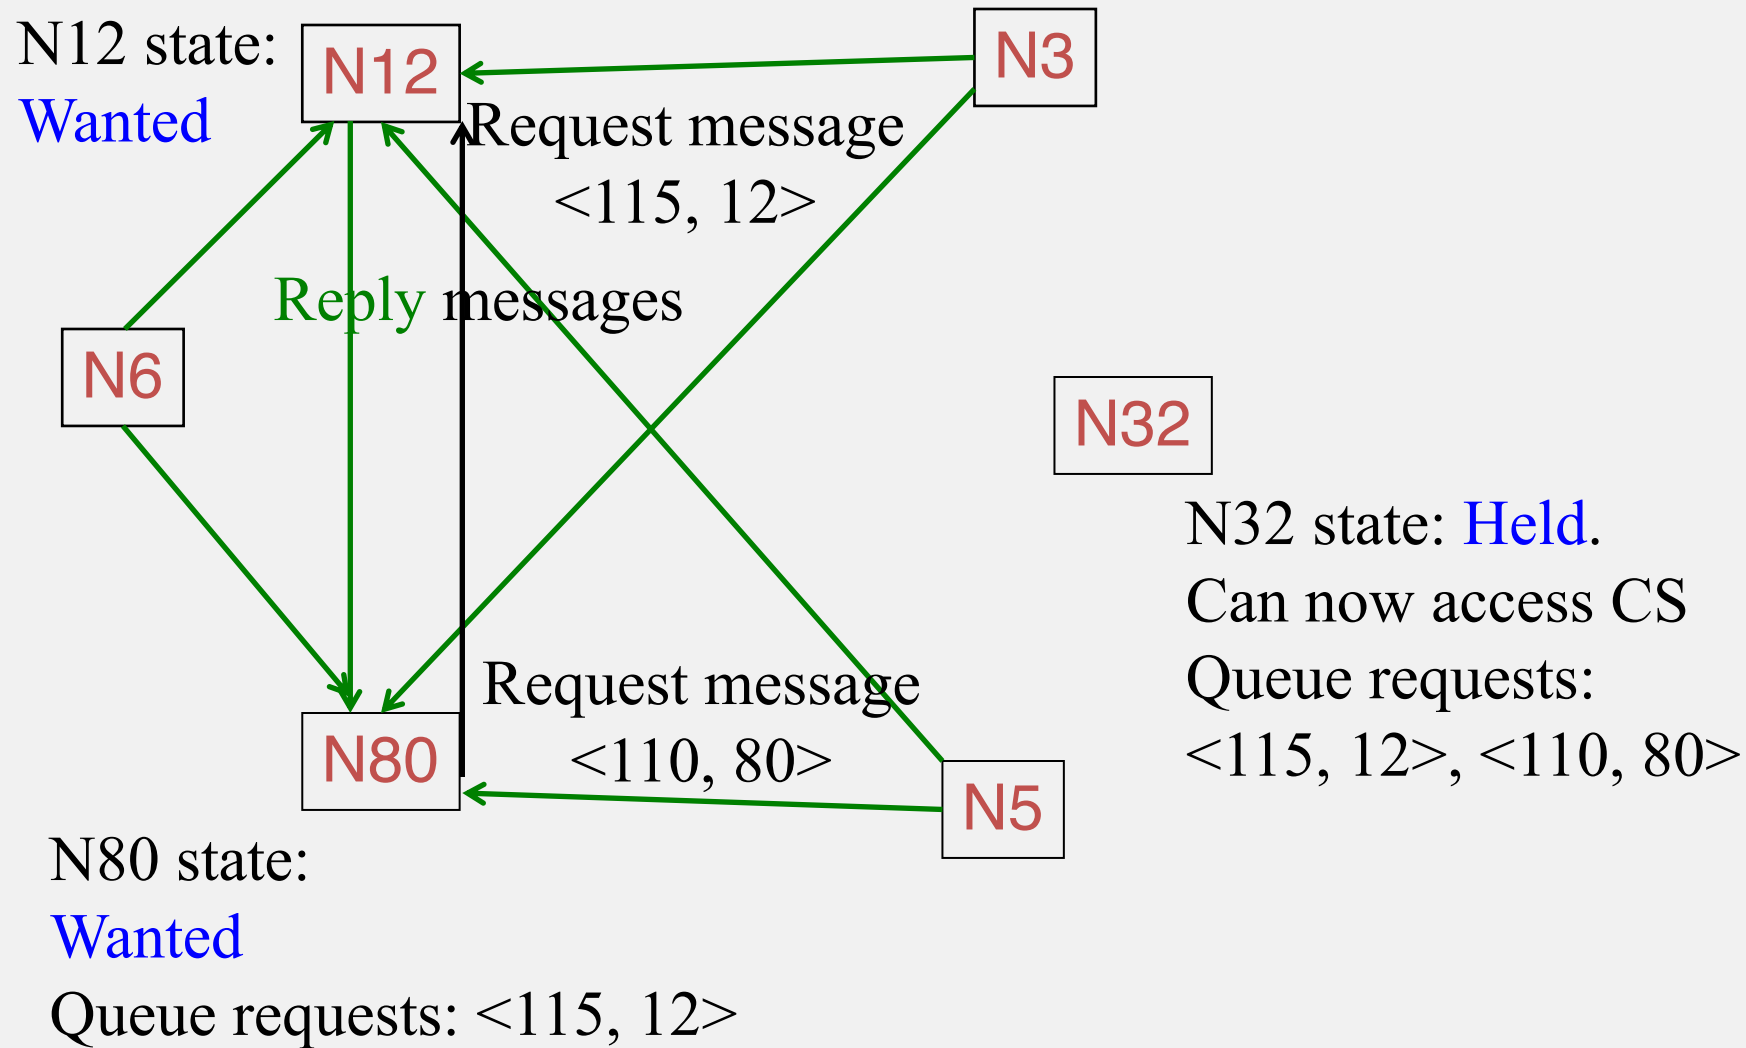 N12 state:
Wanted
N12
N3
Request message
<115, 12>
Reply messages
N6
N32
N32 state: Held.
Can now access CS
Queue requests:
<115, 12>, <110, 80>
Request message
<110, 80>
N80
N5
N80 state:
Wanted
Queue requests: <115, 12>